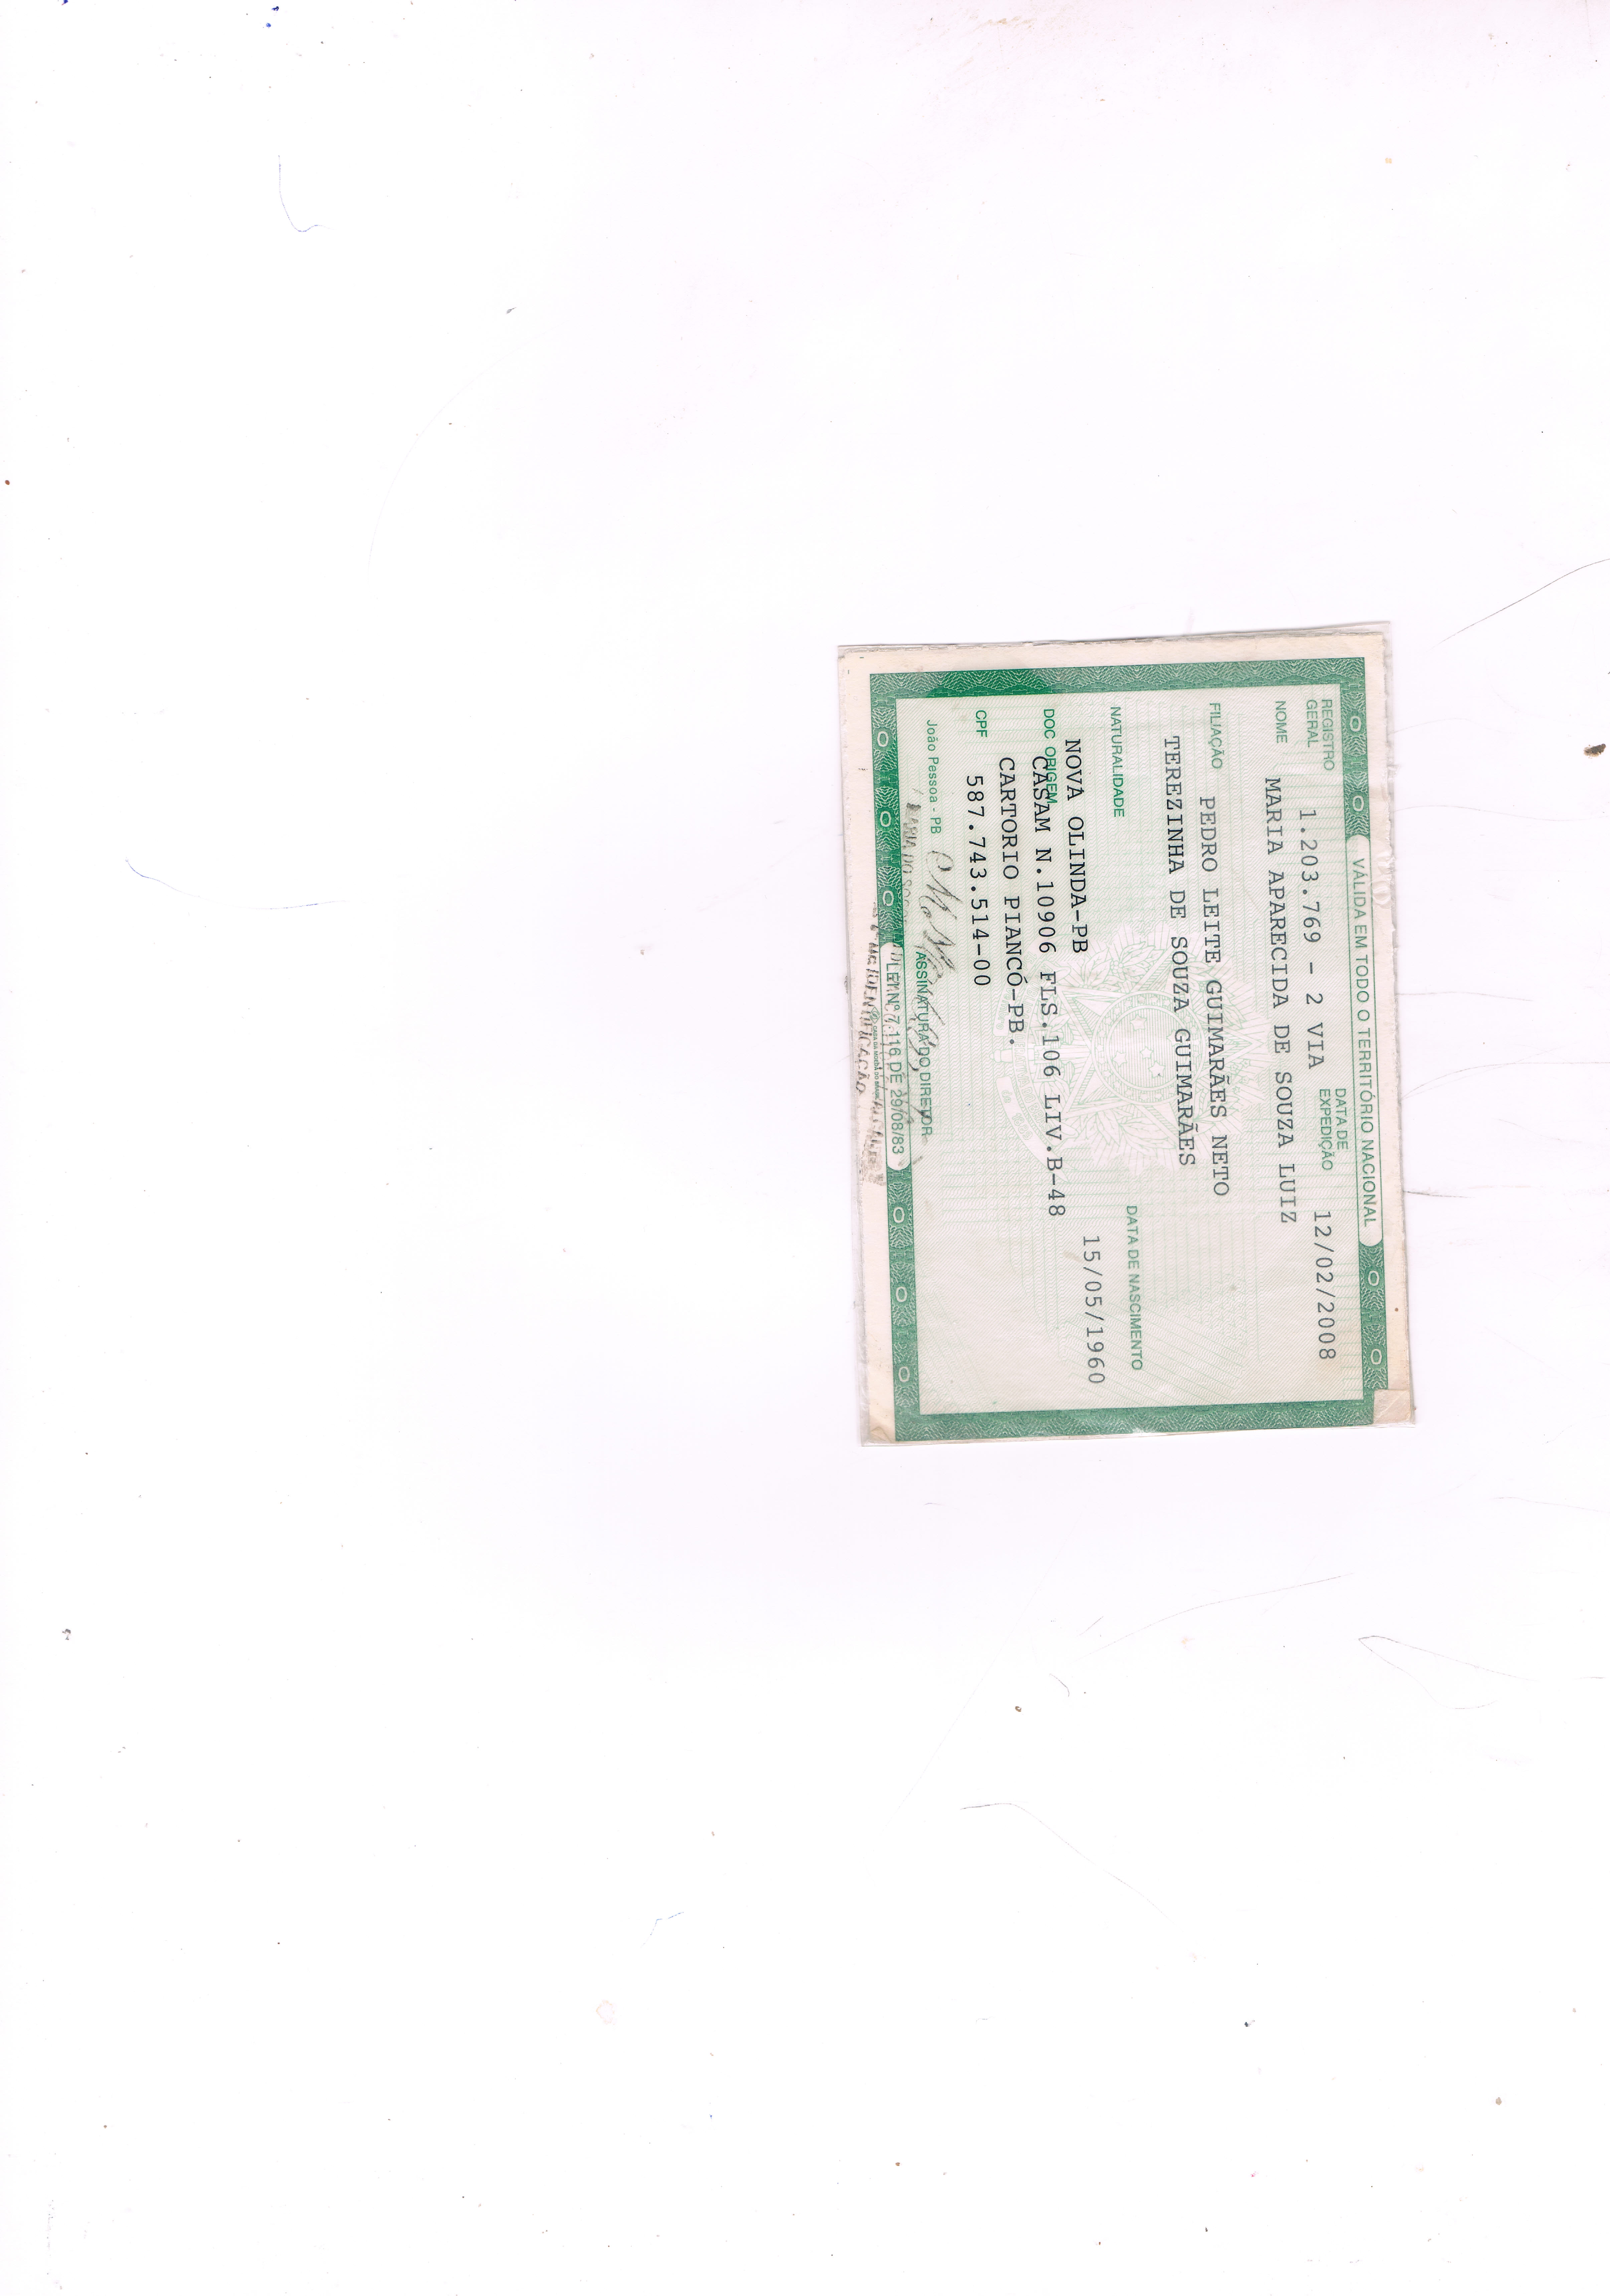 VÁLIDA EM TODO O TERRITÓRIO NACIONAL
REGISTRO GERAL 1.203.769 - 2 VIA DATA DE EXPEDIÇÃO 12/02/2008
NOME MARIA APARECIDA DE SOUZA LUIZ
FILIAÇÃO PEDRO LEITE GUIMARÃES NETO
TEREZINHA DE SOUZA GUIMARÃES
NATURALIDADE DATA DE NASCIMENTO
NOVA OLINDA-PB 15/05/1960
DOC ORIGEM CASAM N.10906 FLS.106 LIV.B-48
CARTORIO PIANCÓ-PB.
CPF 587.743.514-00
João Pessoa - PB
ASSINATURA DO DIRETOR
LEI Nº 7.116 DE 29/08/83